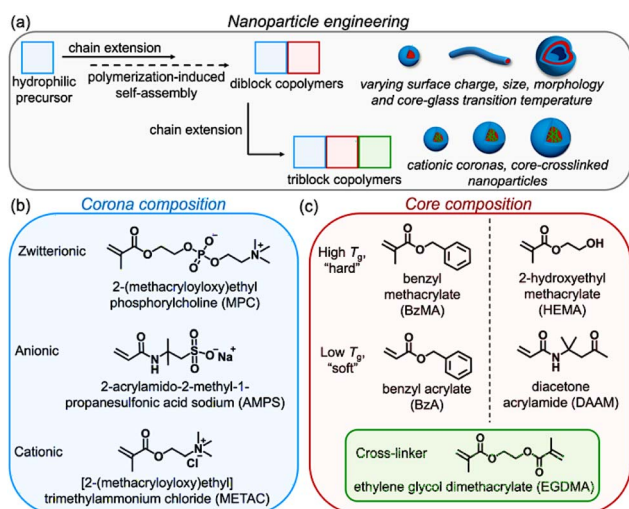 (a) Nanoparticle engineering
chain extension
hydrophilic
precursor
polymerization-induced
self-assembly
diblock copolymers
varying surface charge, size, morphology
and core-glass transition temperature
chain
extension
triblock copolymers
cationic coronas, core-crosslinked
nanoparticles
(b) Corona composition
Zwitterionic
O
O
O
P
O
O⁻
O
N⁺
2-(methacryloyloxy)ethyl
phosphorylcholine (MPC)
Anionic
O
N
H
O
S
O
O⁻ Na⁺
2-acrylamido-2-methyl-1-
propanesulfonic acid sodium (AMPS)
Cationic
O
O
N⁺
Cl⁻
[2-(methacryloyloxy)ethyl]
trimethylammonium chloride (METAC)
(c) Core composition
High Tg,
"hard"
O
O
benzyl
methacrylate
(BzMA)
O
O
OH
2-hydroxyethyl
methacrylate
(HEMA)
Low Tg,
"soft"
O
O
benzyl acrylate
(BzA)
O
N
H
O
diacetone
acrylamide (DAAM)
Cross-linker
O
O
O
O
ethylene glycol dimethacrylate (EGDMA)